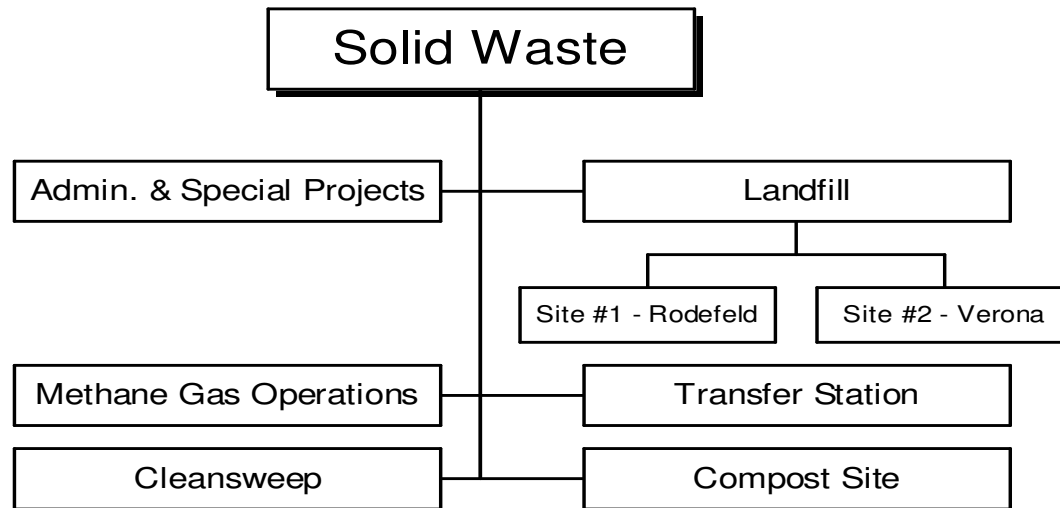 Solid Waste
Admin. & Special Projects
Landfill
Site #1 - Rodefeld
Site #2 - Verona
Methane Gas Operations
Transfer Station
Cleansweep
Compost Site